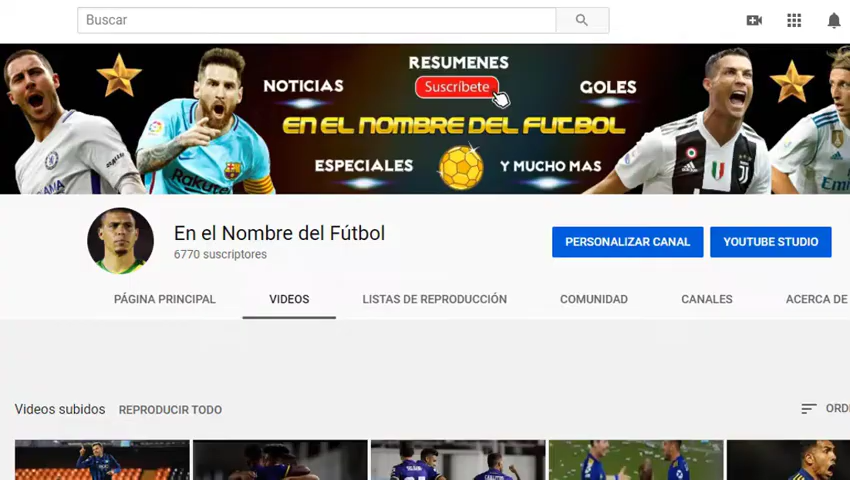 Buscar
RESUMENES
NOTICIAS
Suscríbete
GOLES
EN EL NOMBRE DEL FUTBOL
ESPECIALES
Y MUCHO MAS
Rakute
En el Nombre del Fútbol
6770 suscriptores
PERSONALIZAR CANAL
YOUTUBE STUDIO
PÁGINA PRINCIPAL
VIDEOS
LISTAS DE REPRODUCCIÓN
COMUNIDAD
CANALES
ACERCA DE
Videos subidos
REPRODUCIR TODO
ORD